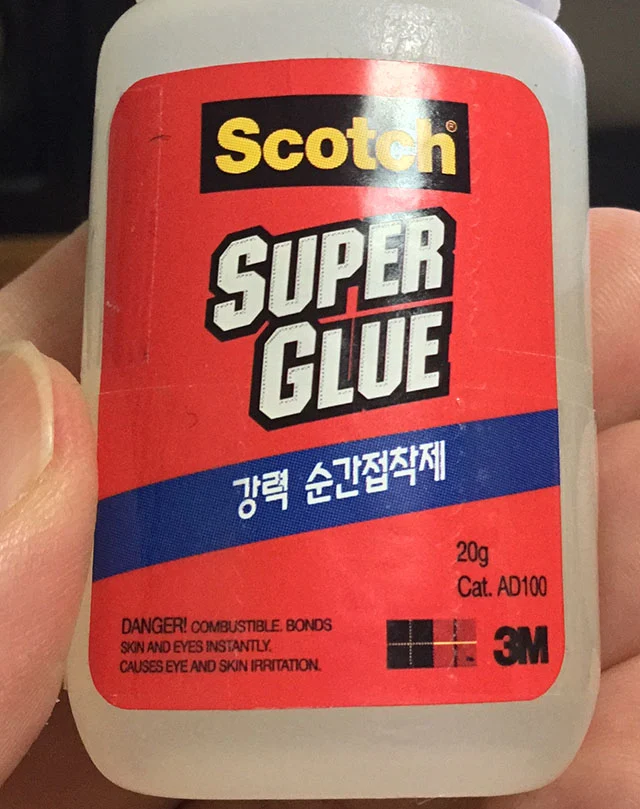 Scotch®
SUPER
GLUE
강력 순간접착제
20g
Cat. AD100
DANGER! COMBUSTIBLE. BONDS
SKIN AND EYES INSTANTLY.
CAUSES EYE AND SKIN IRRITATION.
3M